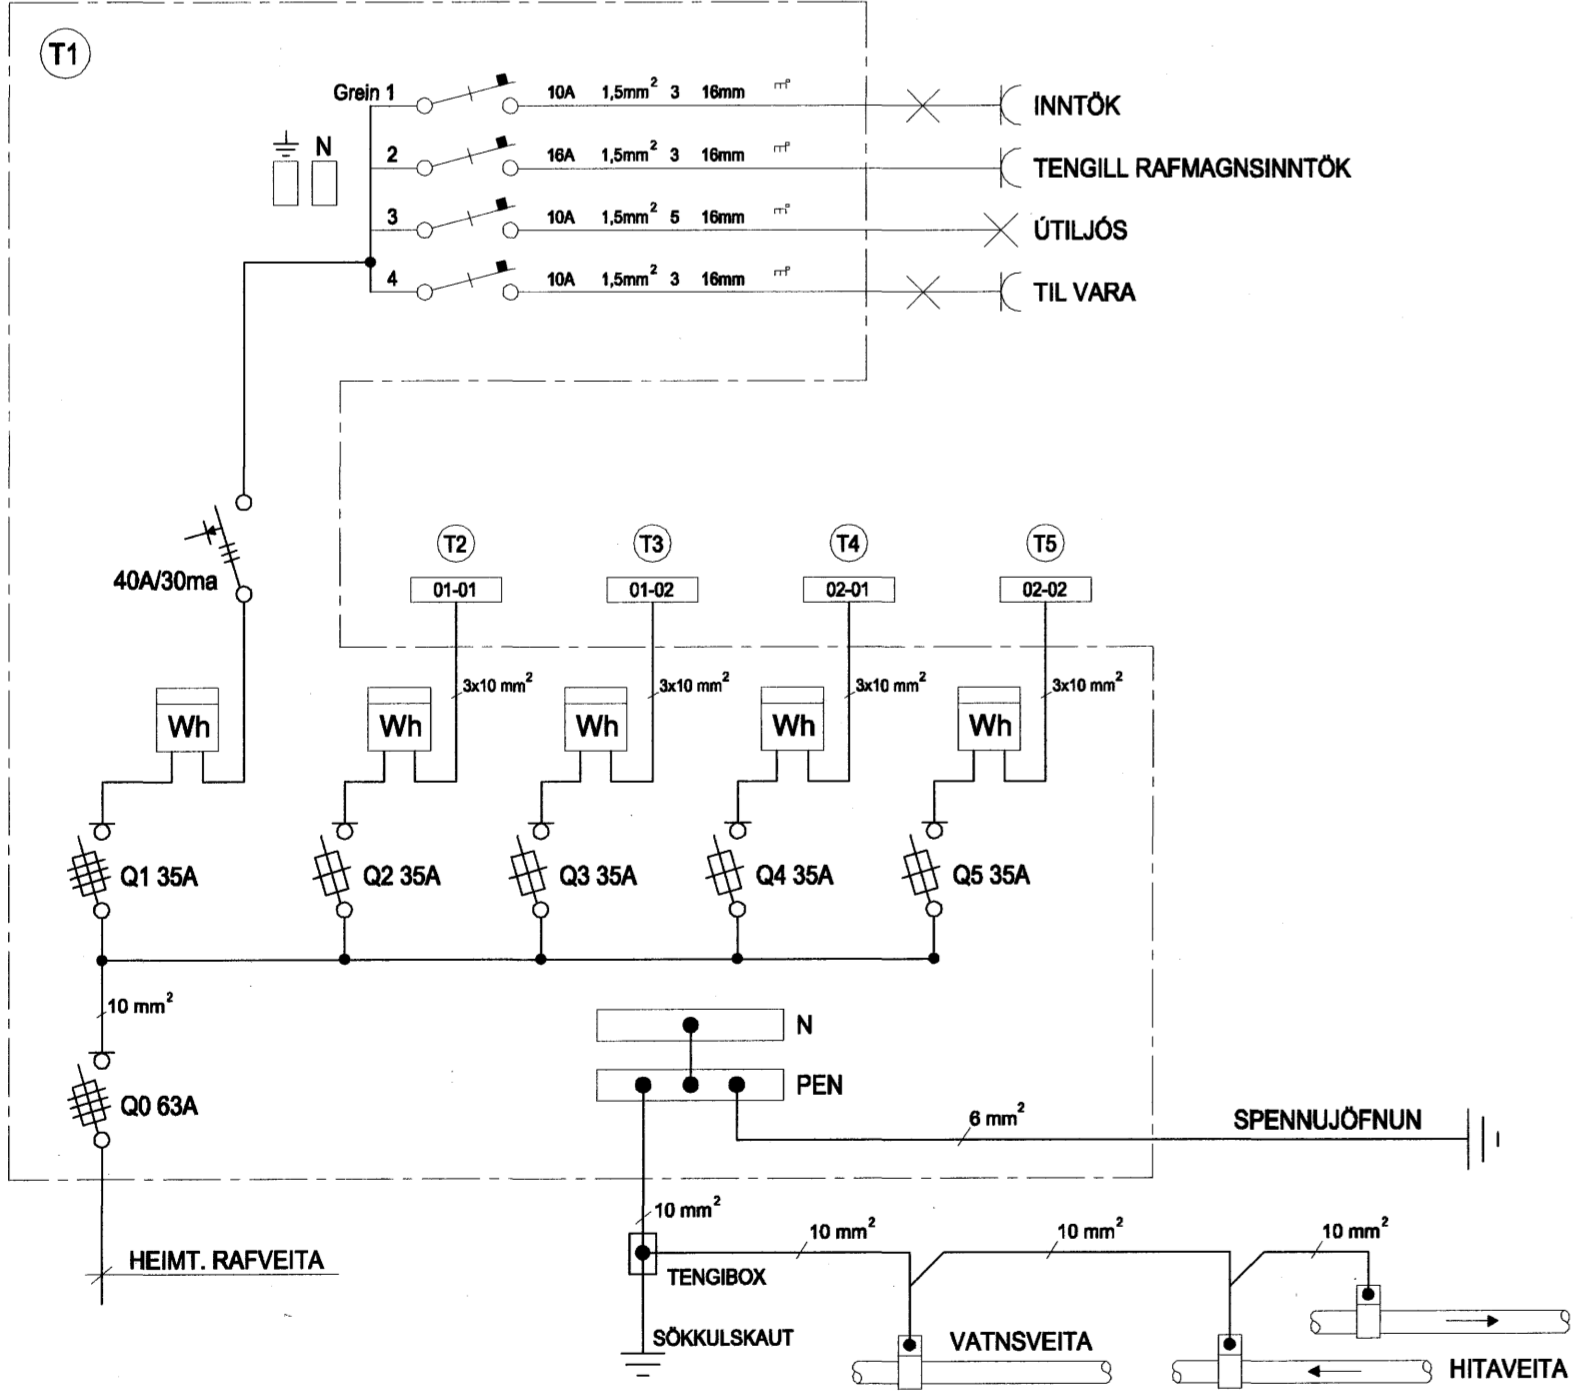 T1
Grein 1 10A 1,5mm² 3 16mm INNTÖK
N
2 16A 1,5mm² 3 16mm TENGILL RAFMAGNSINNTÖK
3 10A 1,5mm² 5 16mm ÚTILJÓS
4 10A 1,5mm² 3 16mm TIL VARA
T2 T3 T4 T5
40A/30ma
01-01 01-02 02-01 02-02
3x10 mm² 3x10 mm² 3x10 mm² 3x10 mm²
Wh Wh Wh Wh Wh
Q1 35A Q2 35A Q3 35A Q4 35A Q5 35A
10 mm²
N
PEN
Q0 63A
6 mm² SPENNUJÖFNUN
10 mm²
10 mm² 10 mm² 10 mm²
HEIMT. RAFVEITA
TENGIBOX
SÖKKULSKAUT
VATNSVEITA
HITAVEITA